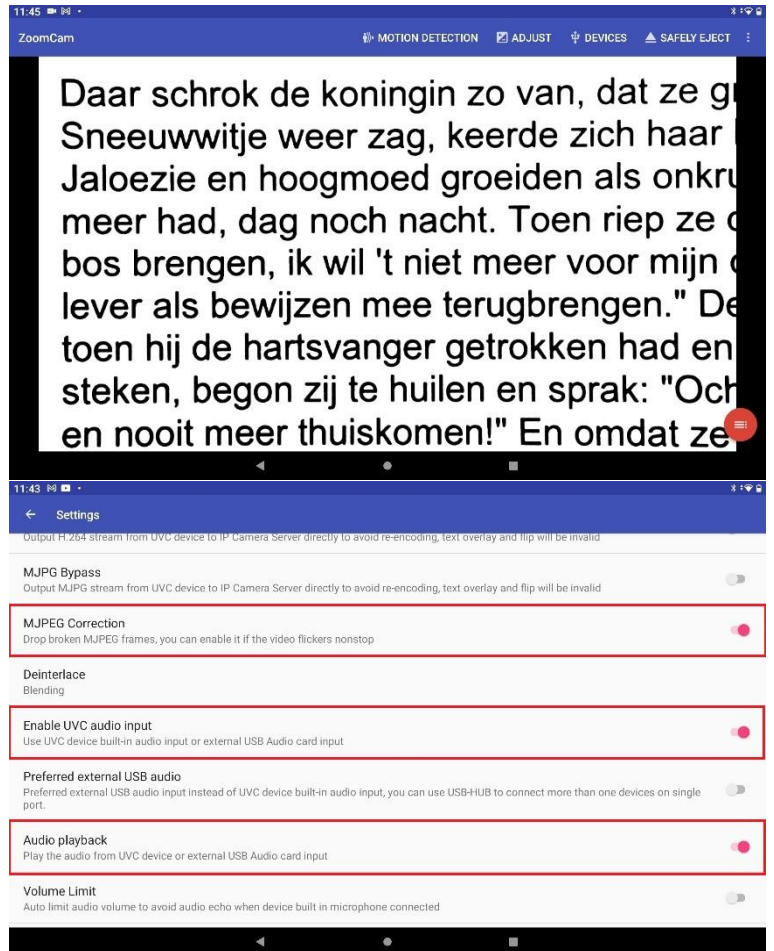 11:45
ZoomCam MOTION DETECTION ADJUST DEVICES SAFELY EJECT
Daar schrok de koningin zo van, dat ze
Sneeuwwitje weer zag, keerde zich haar
Jaloezie en hoogmoed groeiden als
meer had, dag noch nacht. Toen riep ze
bos brengen, ik wil 't niet meer voor mijn
lever als bewijzen mee terugbrengen."
toen hij de hartsvanger getrokken had en
steken, begon zij te huilen en sprak:
en nooit meer thuiskomen!" En omdat ze
11:43
Settings
Output H.264 stream from UVC device to IP Camera Server directly to avoid re-encoding, text overlay and flip will be invalid
MJPG Bypass
Output MJPG stream from UVC device to IP Camera Server directly to avoid re-encoding, text overlay and flip will be invalid
MJPEG Correction
Drop broken MJPEG frames, you can enable it if the video flickers nonstop
Deinterlace
Blending
Enable UVC audio input
Use UVC device built-in audio input or external USB Audio card input
Preferred external USB audio
Preferred external USB audio input instead of UVC device built-in audio input, you can use USB-HUB to connect more than one devices on single
port.
Audio playback
Play the audio from UVC device or external USB Audio card input
Volume Limit
Auto limit audio volume to avoid audio echo when device built in microphone connected